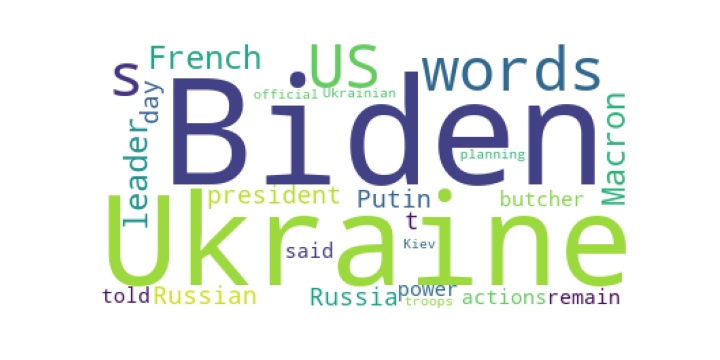 French
US
words
s
day
official
Ukrainian
Biden
leader
planning
Macron
president
Putin
butcher
Ukraine
t
said
Kiev
told
Russian
Russia
power
troops
actions
remain